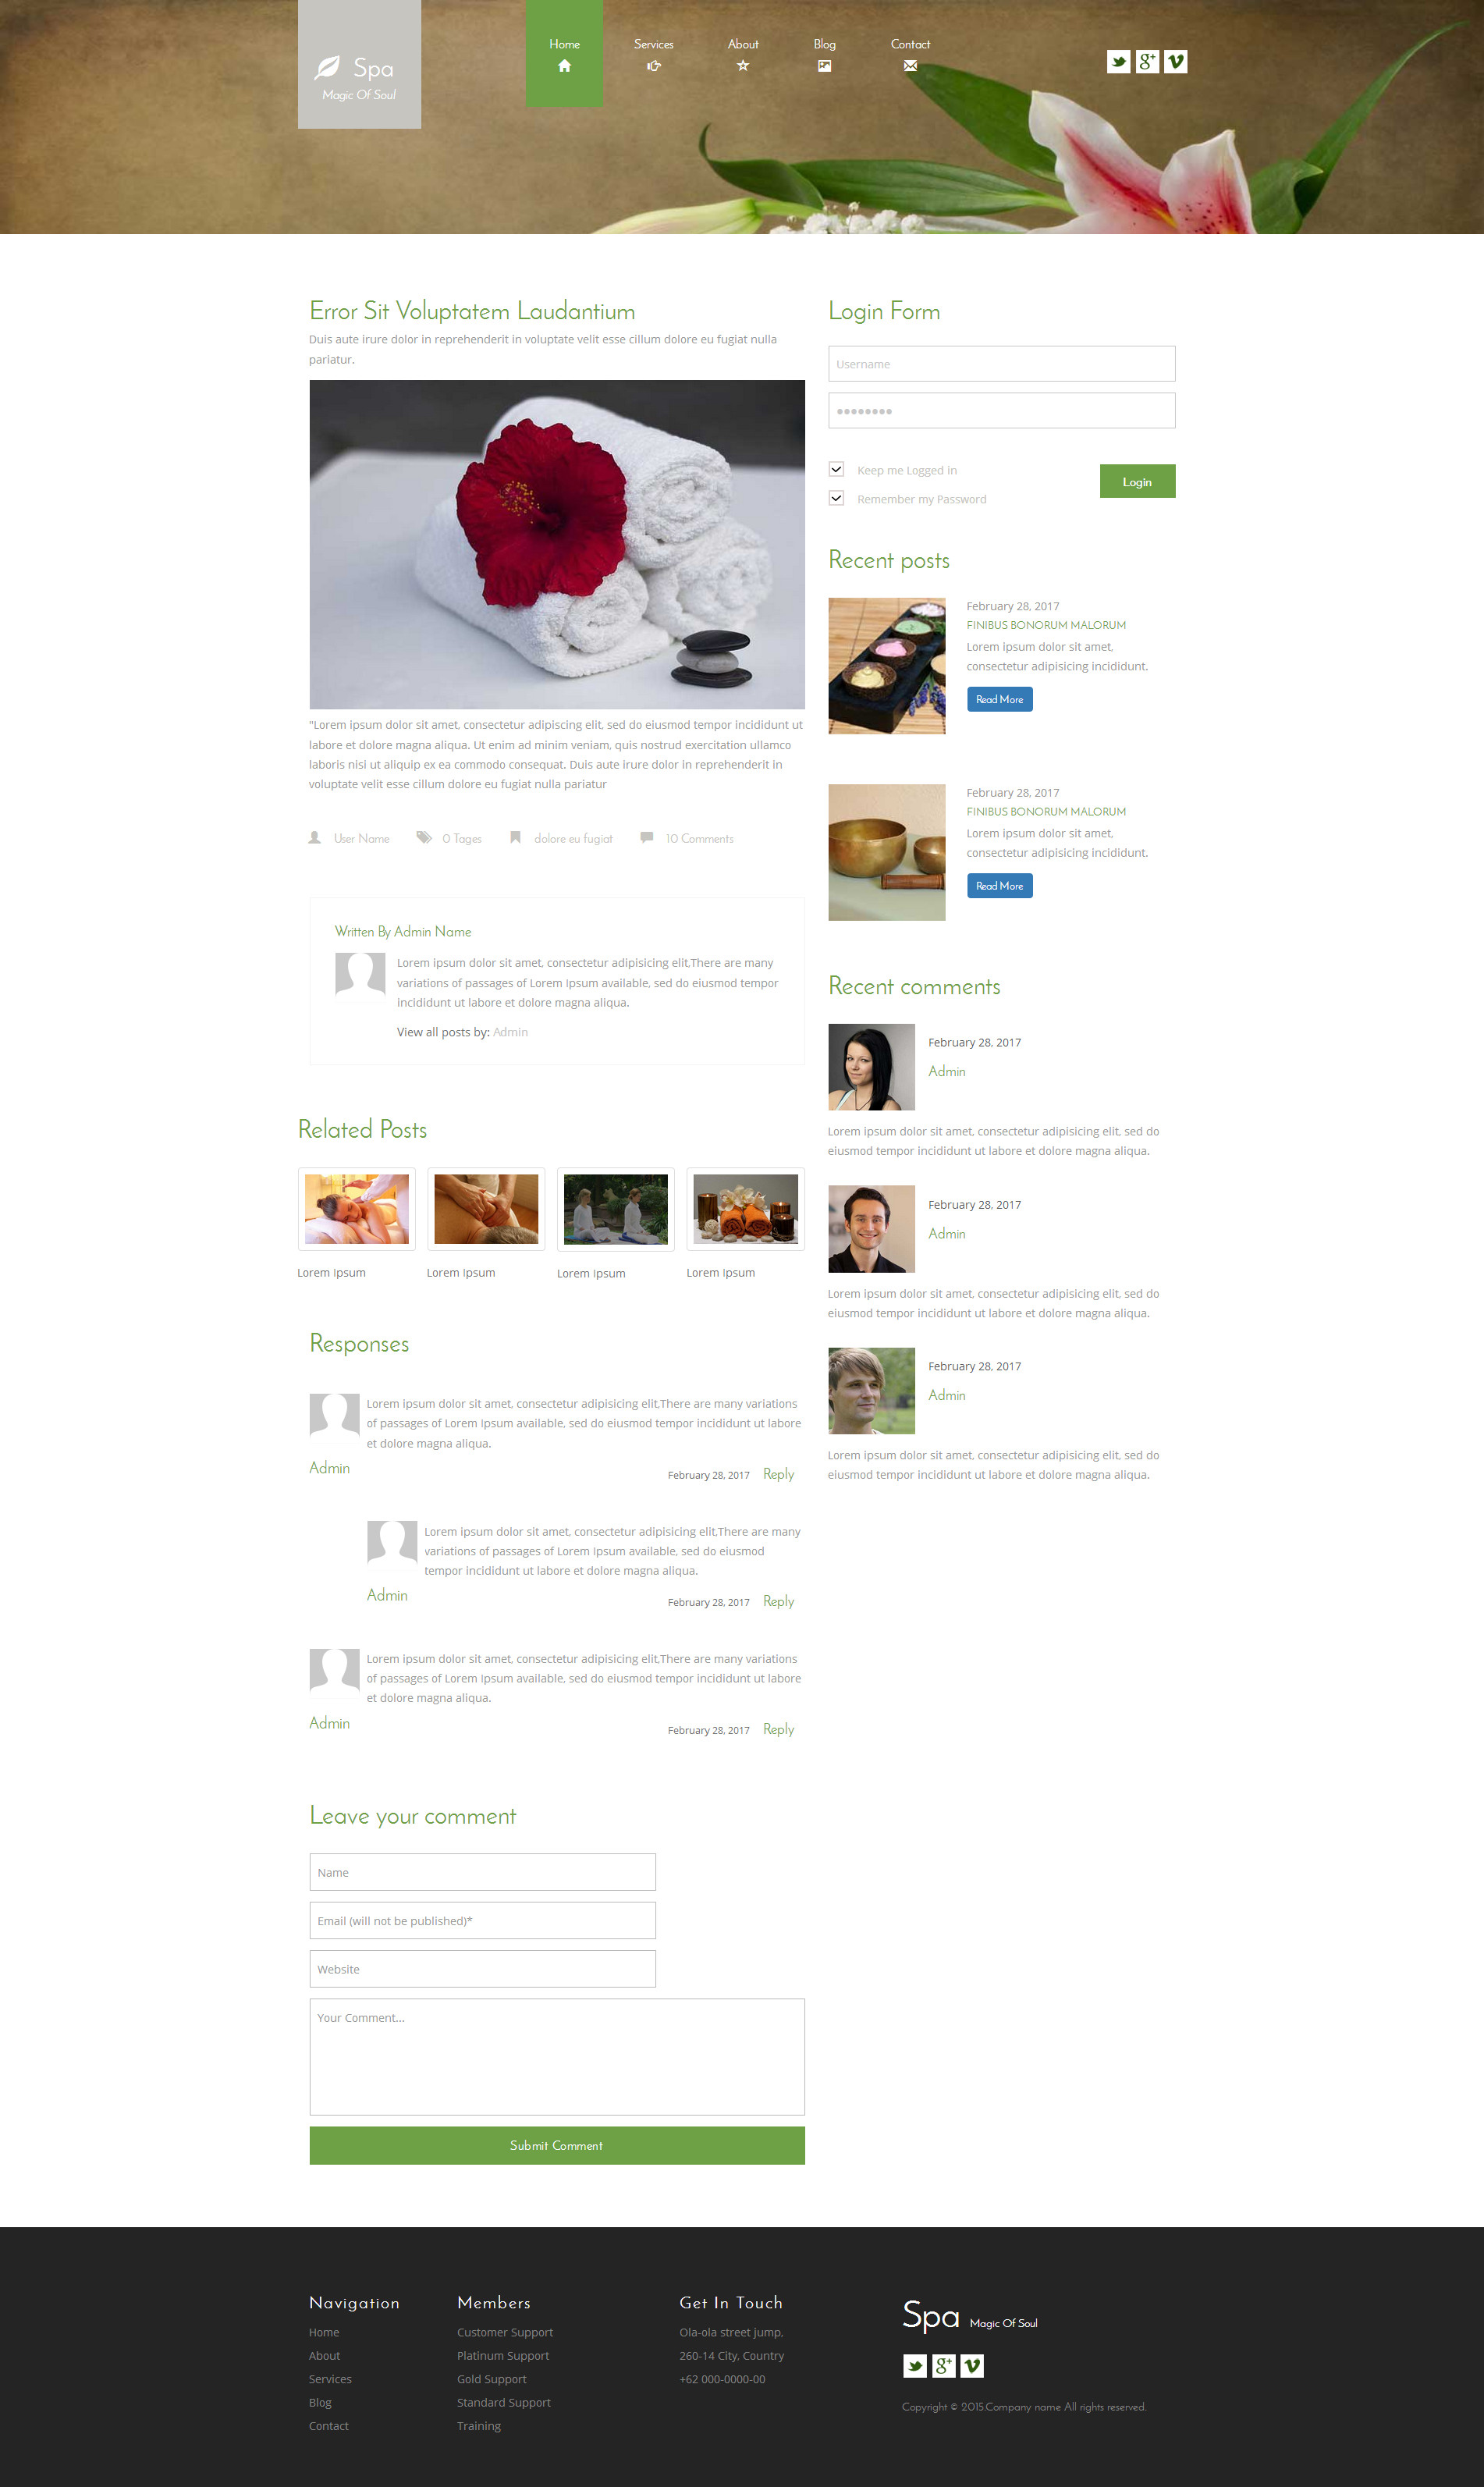 Spa
Magic Of Soul
Home
Services
About
Blog
Contact
Error Sit Voluptatem Laudantium
Duis aute irure dolor in reprehenderit in voluptate velit esse cillum dolore eu fugiat nulla
pariatur.
"Lorem ipsum dolor sit amet, consectetur adipiscing elit, sed do eiusmod tempor incididunt ut
labore et dolore magna aliqua. Ut enim ad minim veniam, quis nostrud exercitation ullamco
laboris nisi ut aliquip ex ea commodo consequat. Duis aute irure dolor in reprehenderit in
voluptate velit esse cillum dolore eu fugiat nulla pariatur
User Name
0 Tages
dolore eu fugiat
10 Comments
Written By Admin Name
Lorem ipsum dolor sit amet, consectetur adipisicing elit,There are many
variations of passages of Lorem Ipsum available, sed do eiusmod tempor
incididunt ut labore et dolore magna aliqua.
View all posts by: Admin
Related Posts
Lorem Ipsum
Lorem Ipsum
Lorem Ipsum
Lorem Ipsum
Responses
Lorem ipsum dolor sit amet, consectetur adipisicing elit,There are many variations
of passages of Lorem Ipsum available, sed do eiusmod tempor incididunt ut labore
et dolore magna aliqua.
Admin
February 28, 2017 Reply
Lorem ipsum dolor sit amet, consectetur adipisicing elit,There are many
variations of passages of Lorem Ipsum available, sed do eiusmod
tempor incididunt ut labore et dolore magna aliqua.
Admin
February 28, 2017 Reply
Lorem ipsum dolor sit amet, consectetur adipisicing elit,There are many variations
of passages of Lorem Ipsum available, sed do eiusmod tempor incididunt ut labore
et dolore magna aliqua.
Admin
February 28, 2017 Reply
Leave your comment
Name
Email (will not be published)*
Website
Your Comment...
Submit Comment
Login Form
Username
Keep me Logged in
Remember my Password
Login
Recent posts
February 28, 2017
FINIBUS BONORUM MALORUM
Lorem ipsum dolor sit amet,
consectetur adipisicing incididunt.
Read More
February 28, 2017
FINIBUS BONORUM MALORUM
Lorem ipsum dolor sit amet,
consectetur adipisicing incididunt.
Read More
Recent comments
February 28, 2017
Admin
Lorem ipsum dolor sit amet, consectetur adipisicing elit, sed do
eiusmod tempor incididunt ut labore et dolore magna aliqua.
February 28, 2017
Admin
Lorem ipsum dolor sit amet, consectetur adipisicing elit, sed do
eiusmod tempor incididunt ut labore et dolore magna aliqua.
February 28, 2017
Admin
Lorem ipsum dolor sit amet, consectetur adipisicing elit, sed do
eiusmod tempor incididunt ut labore et dolore magna aliqua.
Navigation
Home
About
Services
Blog
Contact
Members
Customer Support
Platinum Support
Gold Support
Standard Support
Training
Get In Touch
Ola-ola street jump,
260-14 City, Country
+62 000-0000-00
Spa Magic Of Soul
Copyright © 2015.Company name All rights reserved.